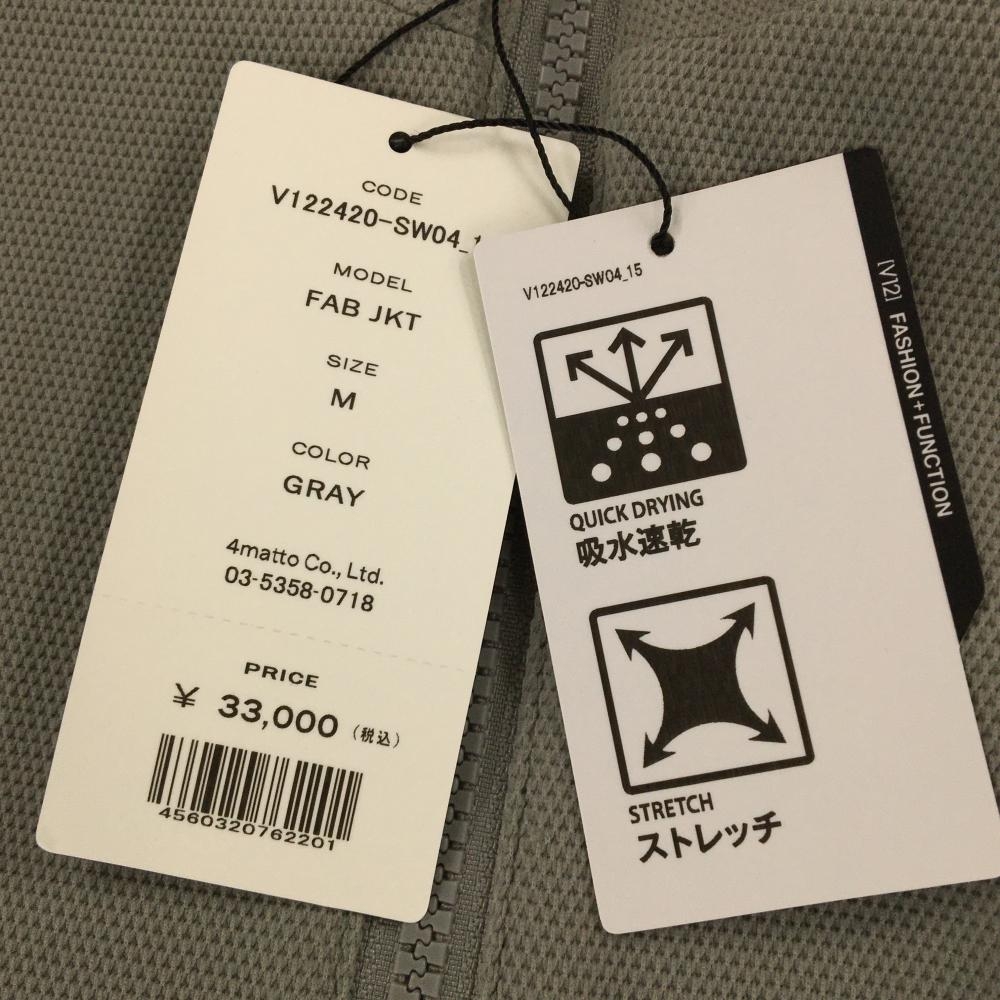 CODE
V122420-SW04_1
MODEL
FAB JKT
SIZE
M
COLOR
GRAY
4matto Co., Ltd.
03-5358-0718
PRICE
¥ 33,000 (税込)
4560320762201
V122420-SW04_15
QUICK DRYING
吸水速乾
STRETCH
ストレッチ
[V12] FASHION+FUNCTION